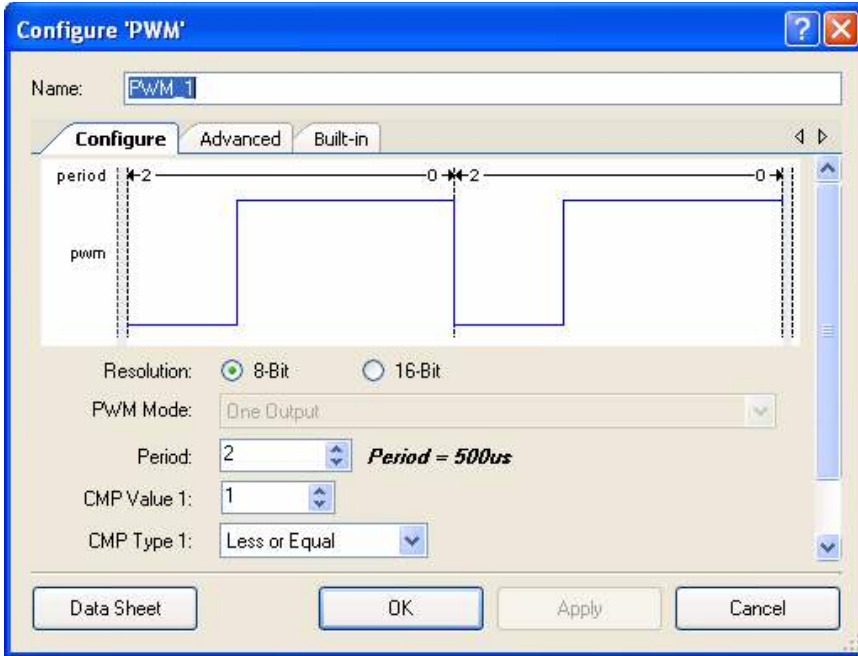 Configure 'PWM'
Name: PWM_1
Configure Advanced Built-in
period 2 0 2 0
pwm
Resolution: 8-Bit 16-Bit
PWM Mode: One Output
Period: 2 Period = 500us
CMP Value 1: 1
CMP Type 1: Less or Equal
Data Sheet OK Apply Cancel